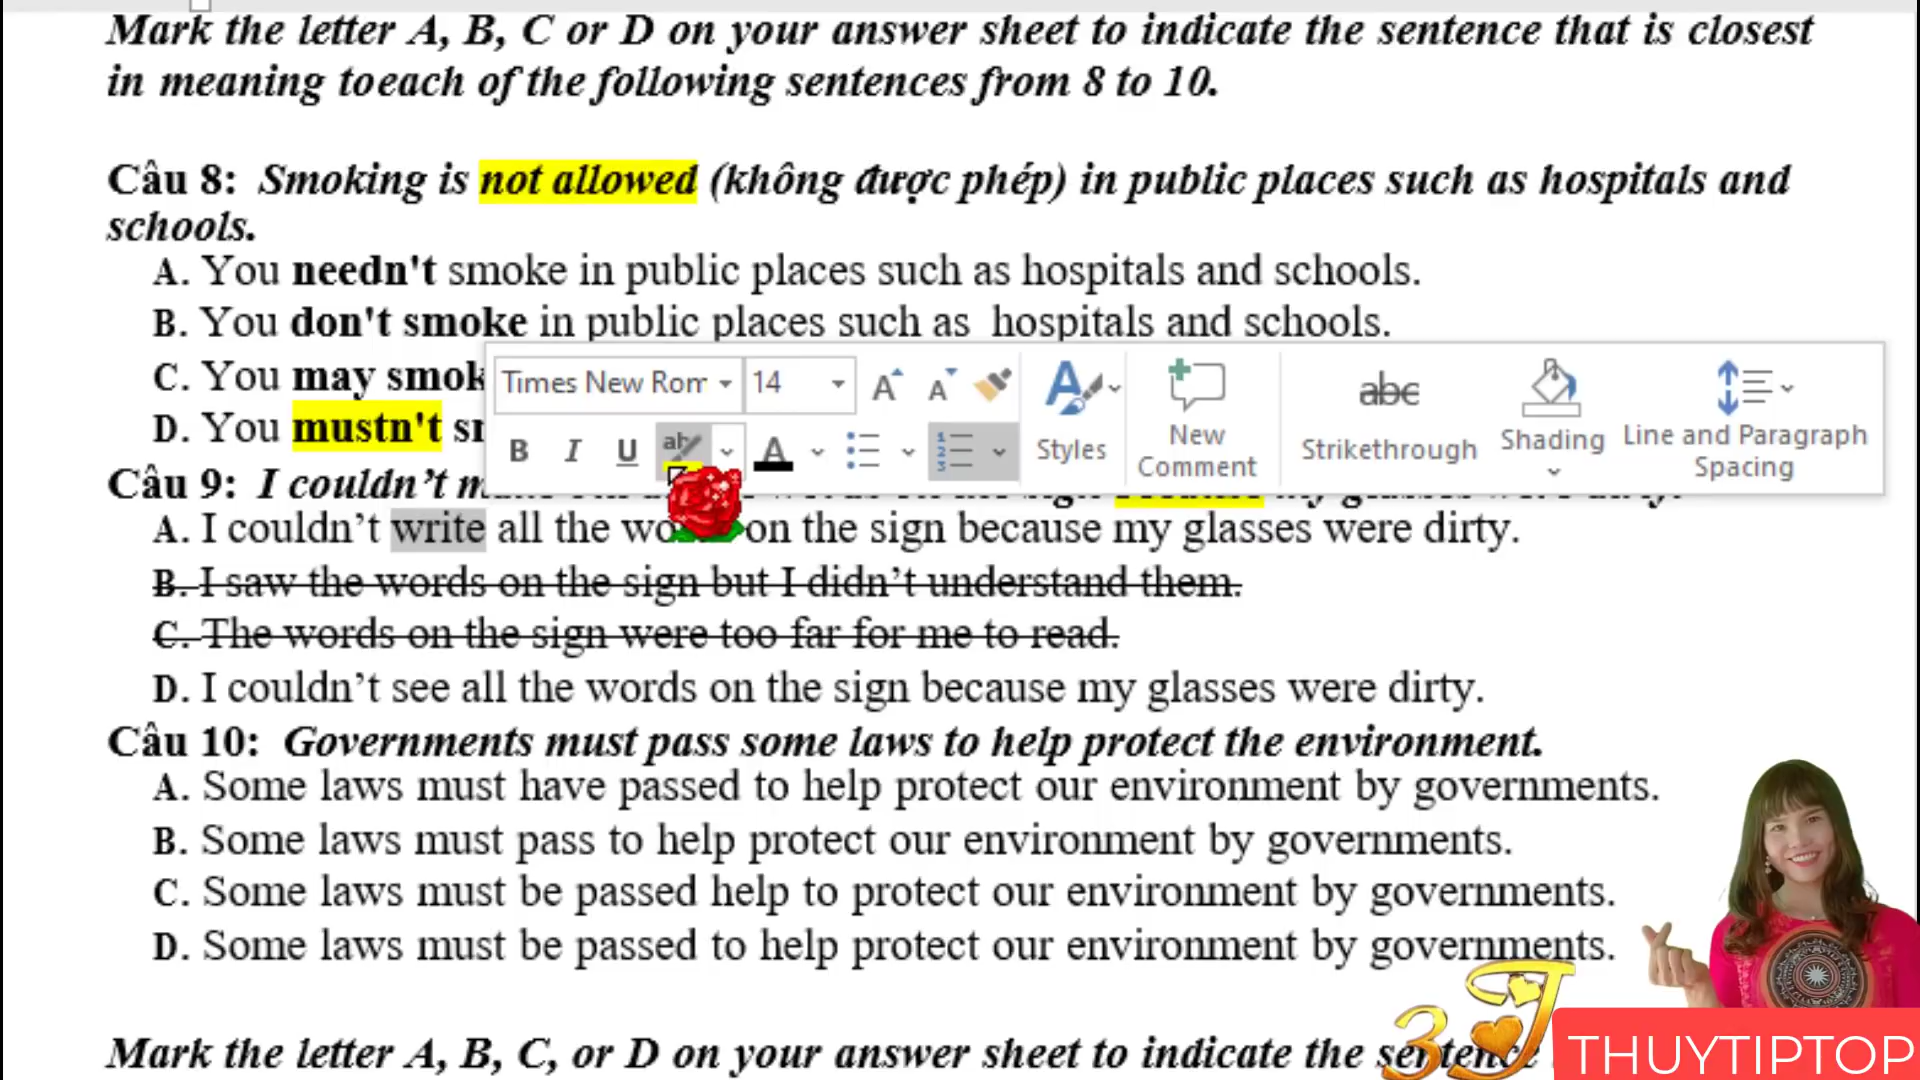 Mark the letter A, B, C or D on your answer sheet to indicate the sentence that is closest
in meaning toeach of the following sentences from 8 to 10.
Câu 8: Smoking is not allowed (không được phép) in public places such as hospitals and
schools.
A. You needn't smoke in public places such as hospitals and schools.
B. You don't smoke in public places such as hospitals and schools.
C. You may smok
D. You mustn't
Times New Rom 14
abc
B I U ab A
Styles
New
Comment
Strikethrough
Shading
Line and Paragraph
Spacing
Câu 9: I couldn’t
A. I couldn’t write all the on the sign because my glasses were dirty.
B. I saw the words on the sign but I didn’t understand them.
C. The words on the sign were too far for me to read.
D. I couldn’t see all the words on the sign because my glasses were dirty.
Câu 10: Governments must pass some laws to help protect the environment.
A. Some laws must have passed to help protect our environment by governments.
B. Some laws must pass to help protect our environment by governments.
C. Some laws must be passed help to protect our environment by governments.
D. Some laws must be passed to help protect our environment by governments.
Mark the letter A, B, C, or D on your answer sheet to indicate the sentence
3T
THUYTIPTOP